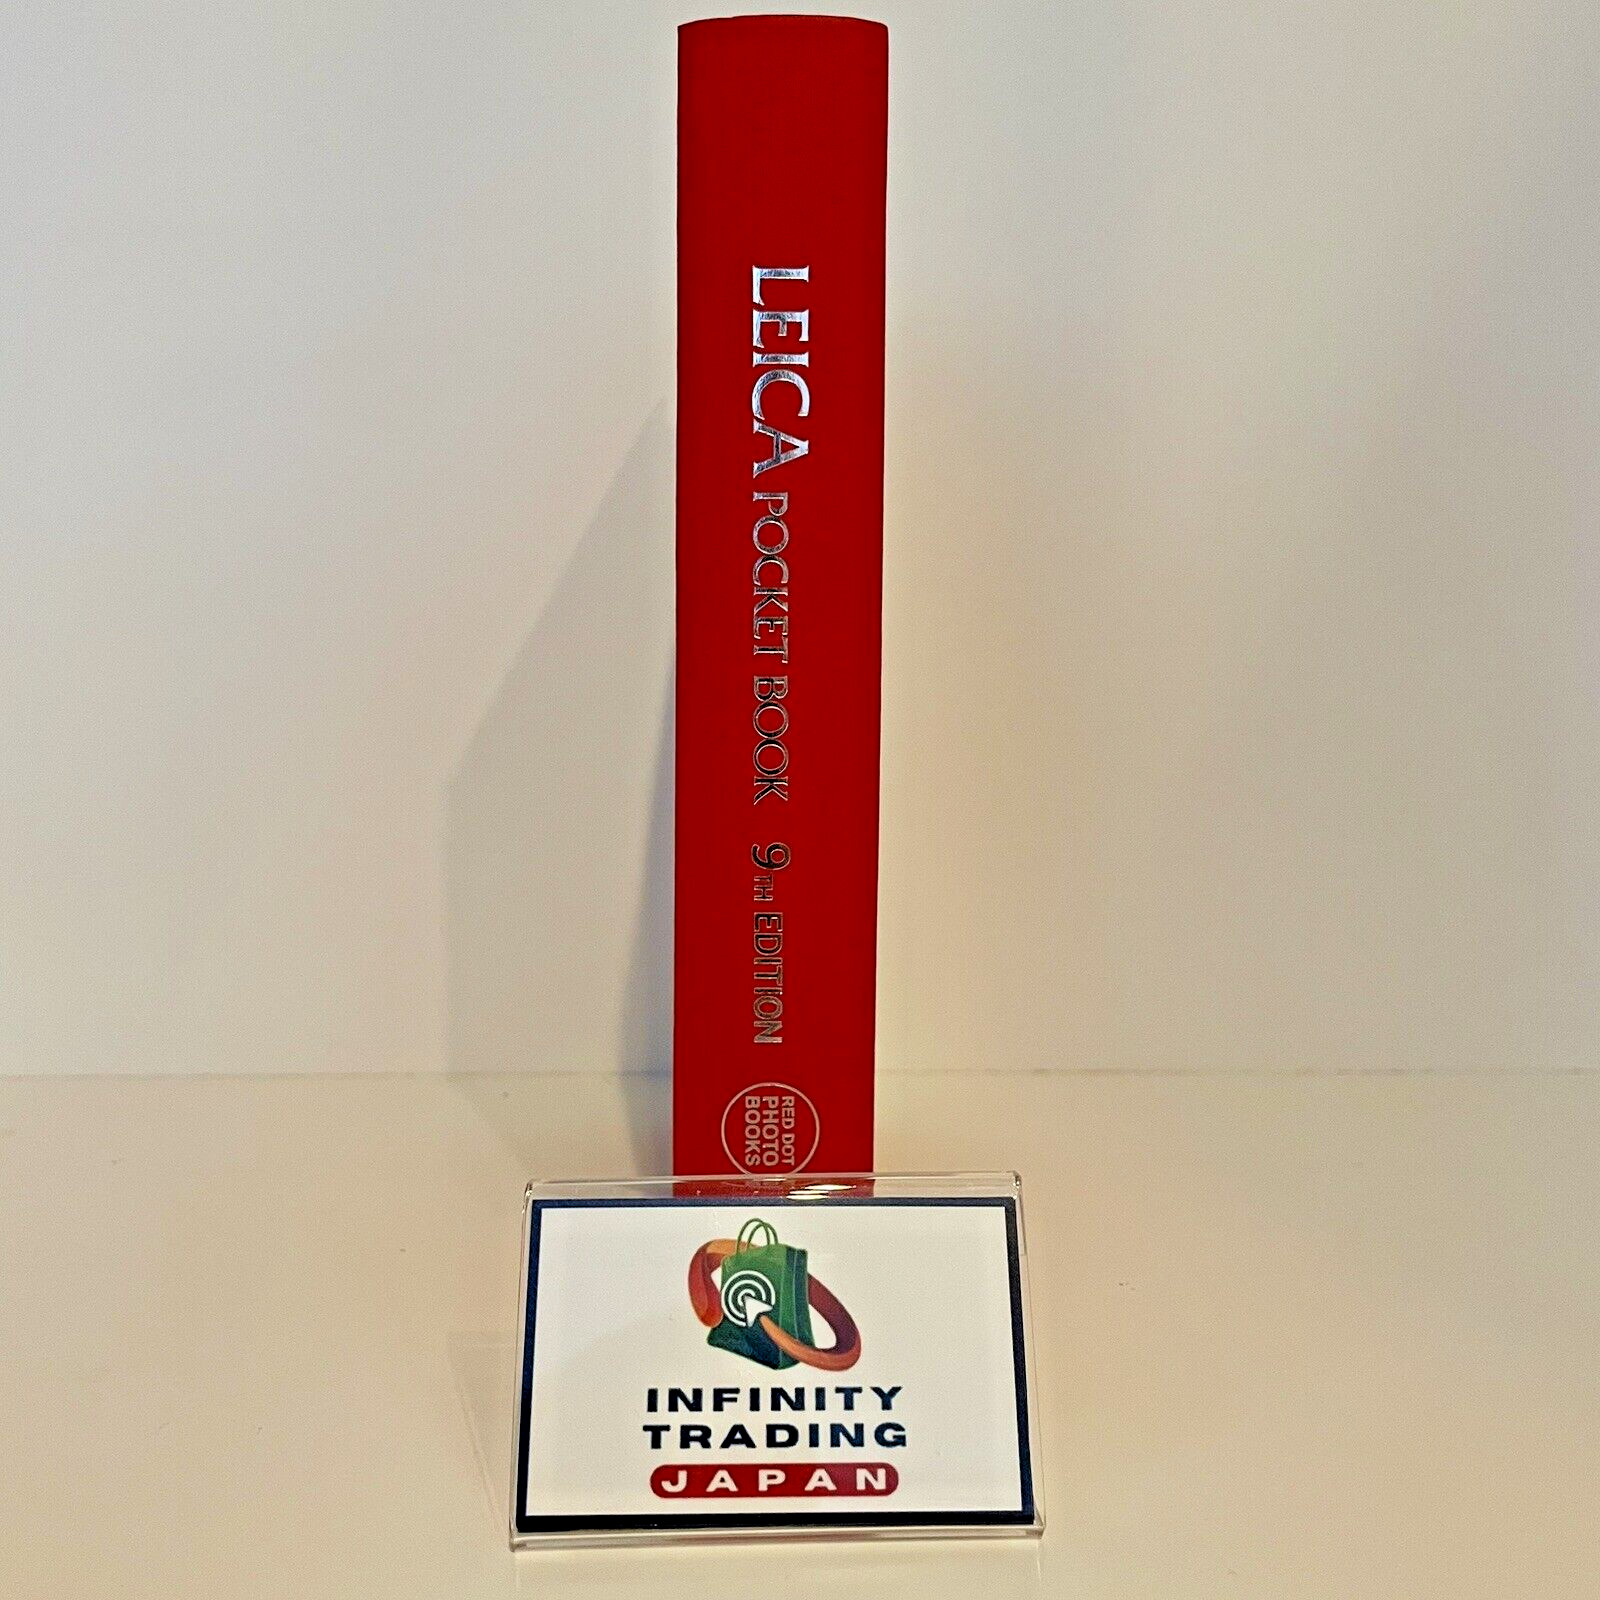 LEICA POCKET BOOK 9TH EDITION
RED DOT
PHOTO
BOOKS
INFINITY
TRADING
JAPAN